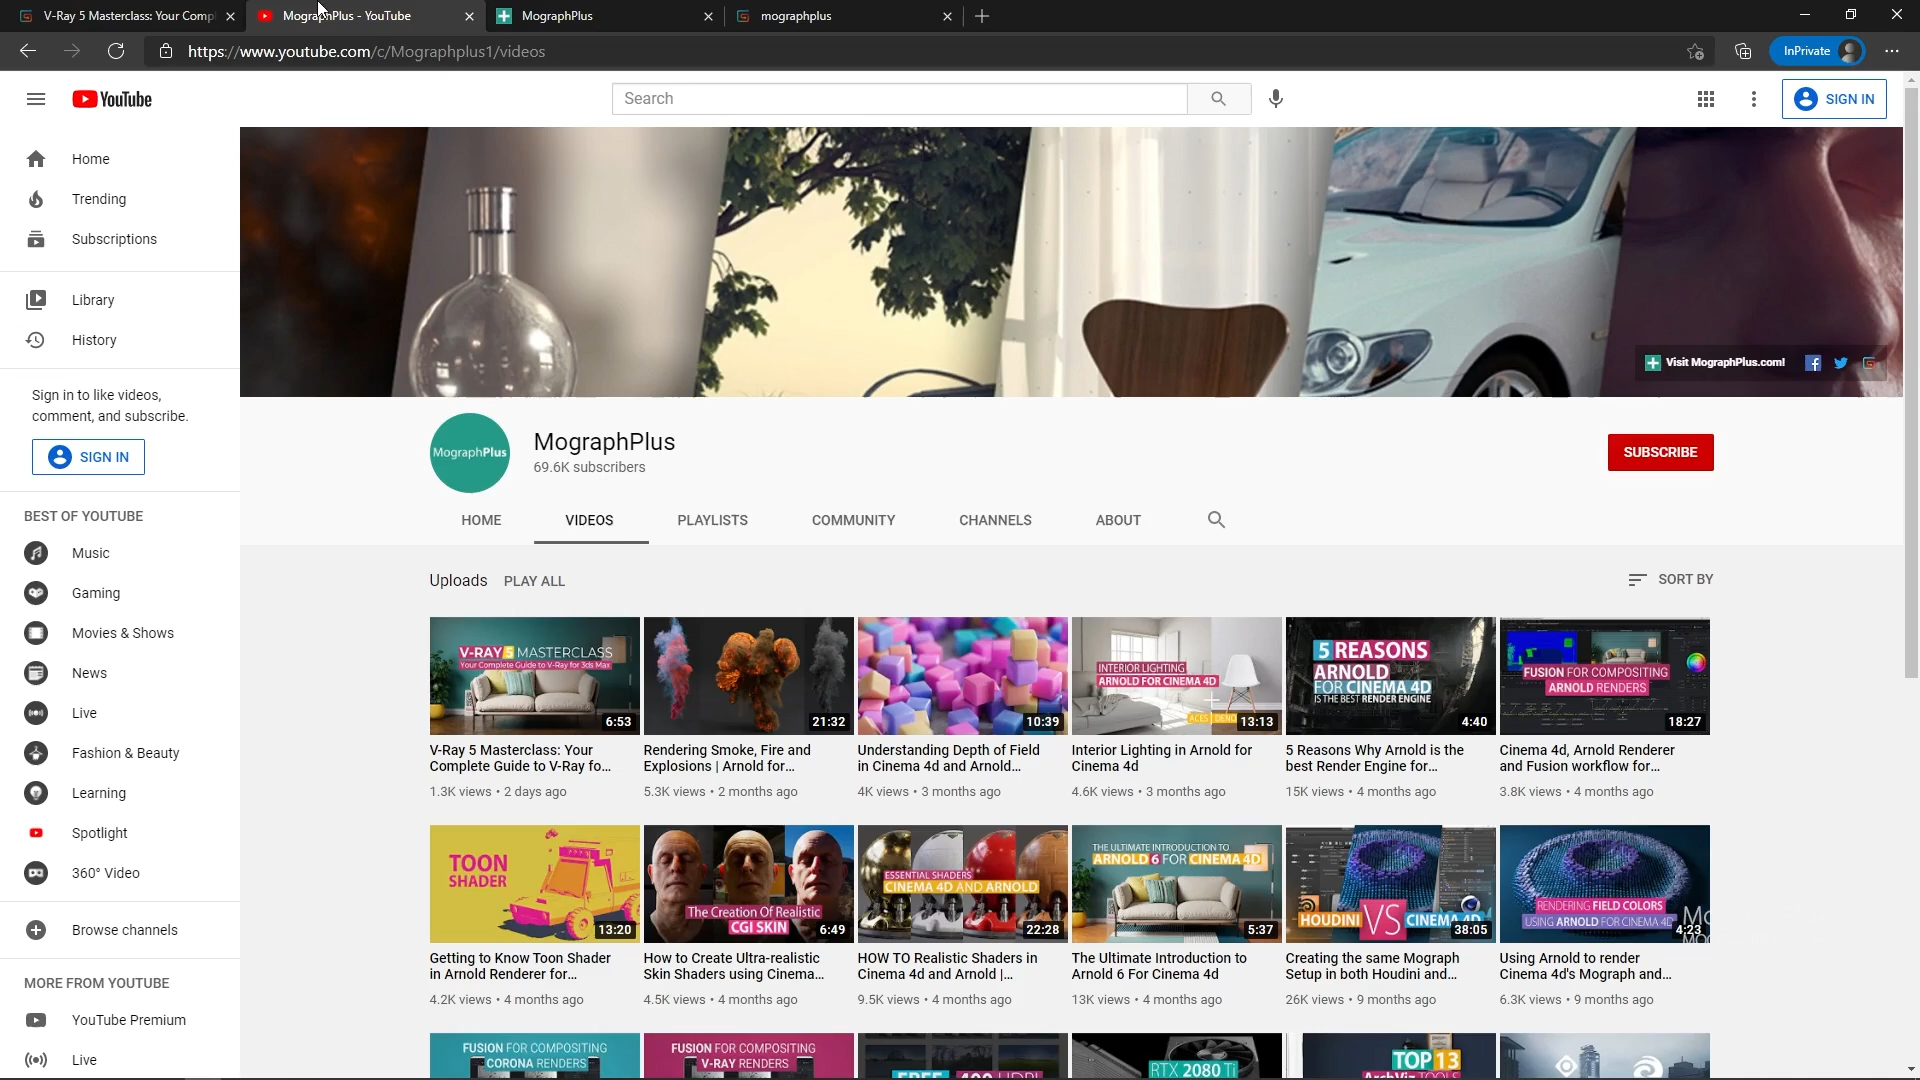 V-Ray 5 Masterclass: Your Compl
MographPlus - YouTube
MographPlus
mographplus
https://www.youtube.com/c/Mographplus1/videos
InPrivate
YouTube
Search
SIGN IN
Home
Trending
Subscriptions
Library
History
Sign in to like videos,
comment, and subscribe.
SIGN IN
BEST OF YOUTUBE
Music
Gaming
Movies & Shows
News
Live
Fashion & Beauty
Learning
Spotlight
360° Video
Browse channels
MORE FROM YOUTUBE
YouTube Premium
Live
Visit MographPlus.com!
MographPlus
MographPlus
69.6K subscribers
SUBSCRIBE
HOME
VIDEOS
PLAYLISTS
COMMUNITY
CHANNELS
ABOUT
Uploads
PLAY ALL
SORT BY
V-RAY 5 MASTERCLASS
Your Complete Guide to V-Ray for 3ds Max
6:53
V-Ray 5 Masterclass: Your
Complete Guide to V-Ray fo...
1.3K views • 2 days ago
21:32
Rendering Smoke, Fire and
Explosions | Arnold for...
5.3K views • 2 months ago
10:39
Understanding Depth of Field
in Cinema 4d and Arnold...
4K views • 3 months ago
INTERIOR LIGHTING
ARNOLD FOR CINEMA 4D
13:13
Interior Lighting in Arnold for
Cinema 4d
4.6K views • 3 months ago
5 REASONS
ARNOLD
FOR CINEMA 4D
IS THE BEST RENDER ENGINE
4:40
5 Reasons Why Arnold is the
best Render Engine for...
15K views • 4 months ago
FUSION FOR COMPOSITING
ARNOLD RENDERS
18:27
Cinema 4d, Arnold Renderer
and Fusion workflow for...
3.8K views • 4 months ago
TOON
SHADER
13:20
Getting to Know Toon Shader
in Arnold Renderer for...
4.2K views • 4 months ago
The Creation Of Realistic
CGI SKIN
6:49
How to Create Ultra-realistic
Skin Shaders using Cinema...
4.5K views • 4 months ago
ESSENTIAL SHADERS
CINEMA 4D AND ARNOLD
22:28
HOW TO Realistic Shaders in
Cinema 4d and Arnold |...
9.5K views • 4 months ago
THE ULTIMATE INTRODUCTION TO
ARNOLD 6 FOR CINEMA 4D
5:37
The Ultimate Introduction to
Arnold 6 For Cinema 4d
13K views • 4 months ago
HOUDINI VS CINEMA 4D
38:05
Creating the same Mograph
Setup in both Houdini and...
26K views • 9 months ago
RENDERING FIELD COLORS
USING ARNOLD FOR CINEMA 4D
4:23
Using Arnold to render
Cinema 4d's Mograph and...
6.3K views • 9 months ago
FUSION FOR COMPOSITING
CORONA RENDERS
FUSION FOR COMPOSITING
V-RAY RENDERS
FREE 400 HDRI
RTX 2080 Ti
TOP 13
ArchViz TOOLS